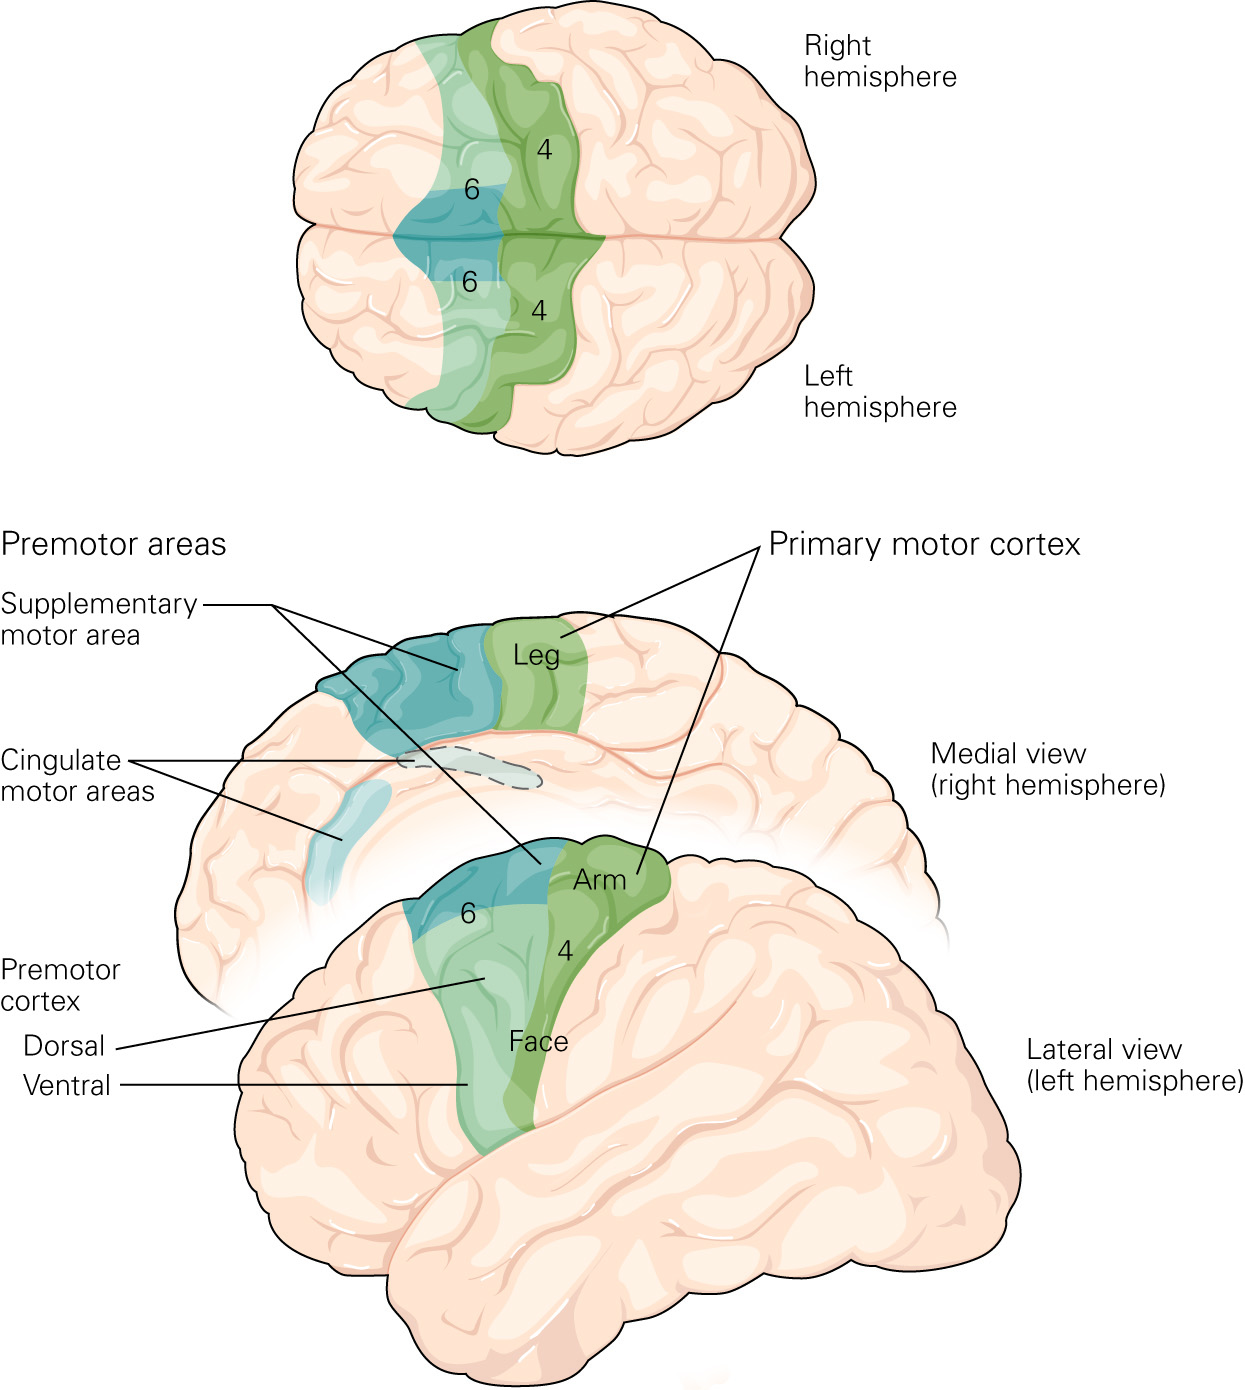 Right
hemisphere
4
6
6
4
Left
hemisphere
Premotor areas
Primary motor cortex
Supplementary
motor area
Leg
Cingulate
motor areas
Medial view
(right hemisphere)
Arm
6
4
Premotor
cortex
Dorsal
Ventral
Face
Lateral view
(left hemisphere)